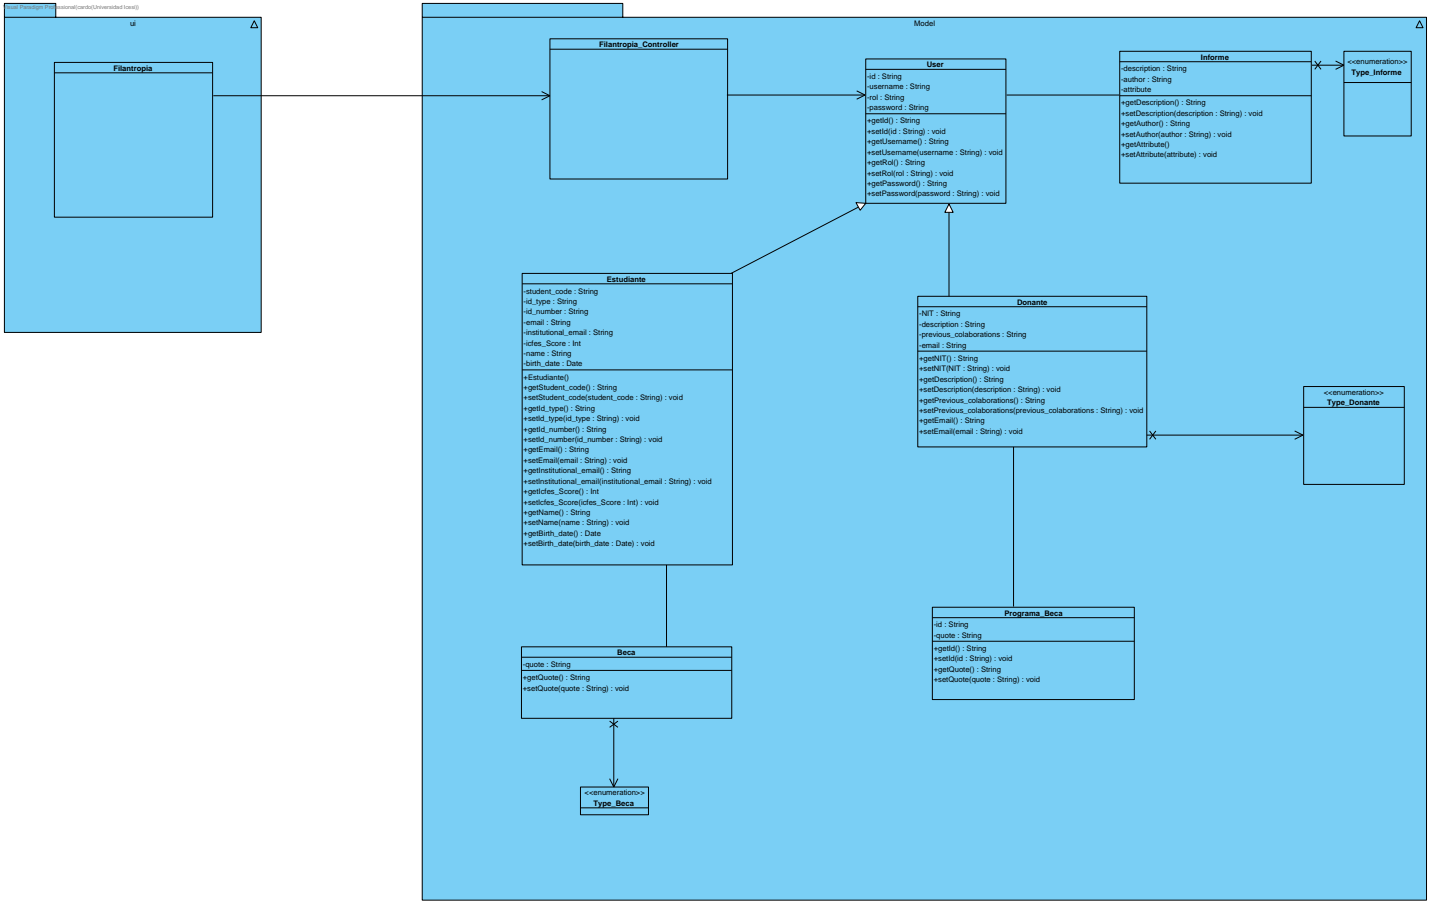 Visual Paradigm Professional(cardo(Universidad Icesi))
ui
Filantropia
Model
Filantropia_Controller
User
-id : String
-username : String
-rol : String
-password : String
+getId() : String
+setId(id : String) : void
+getUsername() : String
+setUsername(username : String) : void
+getRol() : String
+setRol(rol : String) : void
+getPassword() : String
+setPassword(password : String) : void
Informe
-description : String
-author : String
-attribute
+getDescription() : String
+setDescription(description : String) : void
+getAuthor() : String
+setAuthor(author : String) : void
+getAttribute()
+setAttribute(attribute) : void
<<enumeration>>
Type_Informe
Estudiante
-student_code : String
-id_type : String
-id_number : String
-email : String
-institutional_email : String
-icfes_Score : Int
-name : String
-birth_date : Date
+Estudiante()
+getStudent_code() : String
+setStudent_code(student_code : String) : void
+getId_type() : String
+setId_type(id_type : String) : void
+getId_number() : String
+setId_number(id_number : String) : void
+getEmail() : String
+setEmail(email : String) : void
+getInstitutional_email() : String
+setInstitutional_email(institutional_email : String) : void
+getIcfes_Score() : Int
+setIcfes_Score(icfes_Score : Int) : void
+getName() : String
+setName(name : String) : void
+getBirth_date() : Date
+setBirth_date(birth_date : Date) : void
Donante
-NIT : String
-description : String
-previous_colaborations : String
-email : String
+getNIT() : String
+setNIT(NIT : String) : void
+getDescription() : String
+setDescription(description : String) : void
+getPrevious_colaborations() : String
+setPrevious_colaborations(previous_colaborations : String) : void
+getEmail() : String
+setEmail(email : String) : void
<<enumeration>>
Type_Donante
Programa_Beca
-id : String
-quote : String
+getId() : String
+setId(id : String) : void
+getQuote() : String
+setQuote(quote : String) : void
Beca
-quote : String
+getQuote() : String
+setQuote(quote : String) : void
<<enumeration>>
Type_Beca